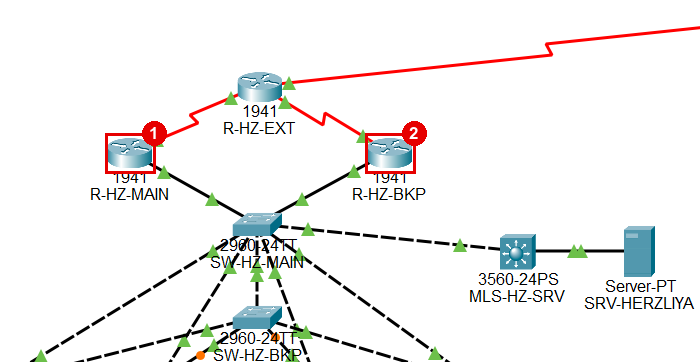 1941
R-HZ-EXT
1
1941
R-HZ-MAIN
2
1941
R-HZ-BKP
2960-24TT
SW-HZ-MAIN
3560-24PS
MLS-HZ-SRV
Server-PT
SRV-HERZLIYA
2960-24TT
SW-HZ-BKP